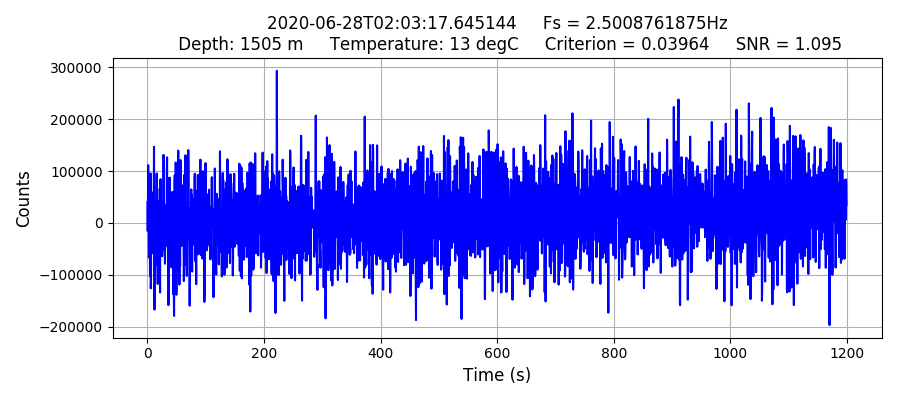 2020-06-28T02:03:17.645144 Fs = 2.5008761875Hz
Depth: 1505 m Temperature: 13 degC Criterion = 0.03964 SNR = 1.095
300000
200000
100000
0
−100000
−200000
Counts
0 200 400 600 800 1000 1200
Time (s)